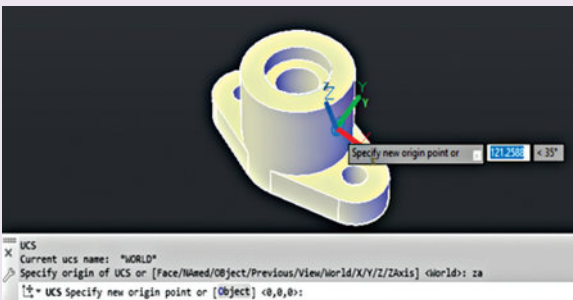 Z
Y
Y
X
Specify new origin point or 121.2588 < 35°
UCS
Current ucs name: "WORLD"
Specify origin of UCS or [Face/NAmed/OBject/Previous/View/World/X/Y/Z/ZAxis] <World>: za
UCS Specify new origin point or [Object] <0,0,0>: